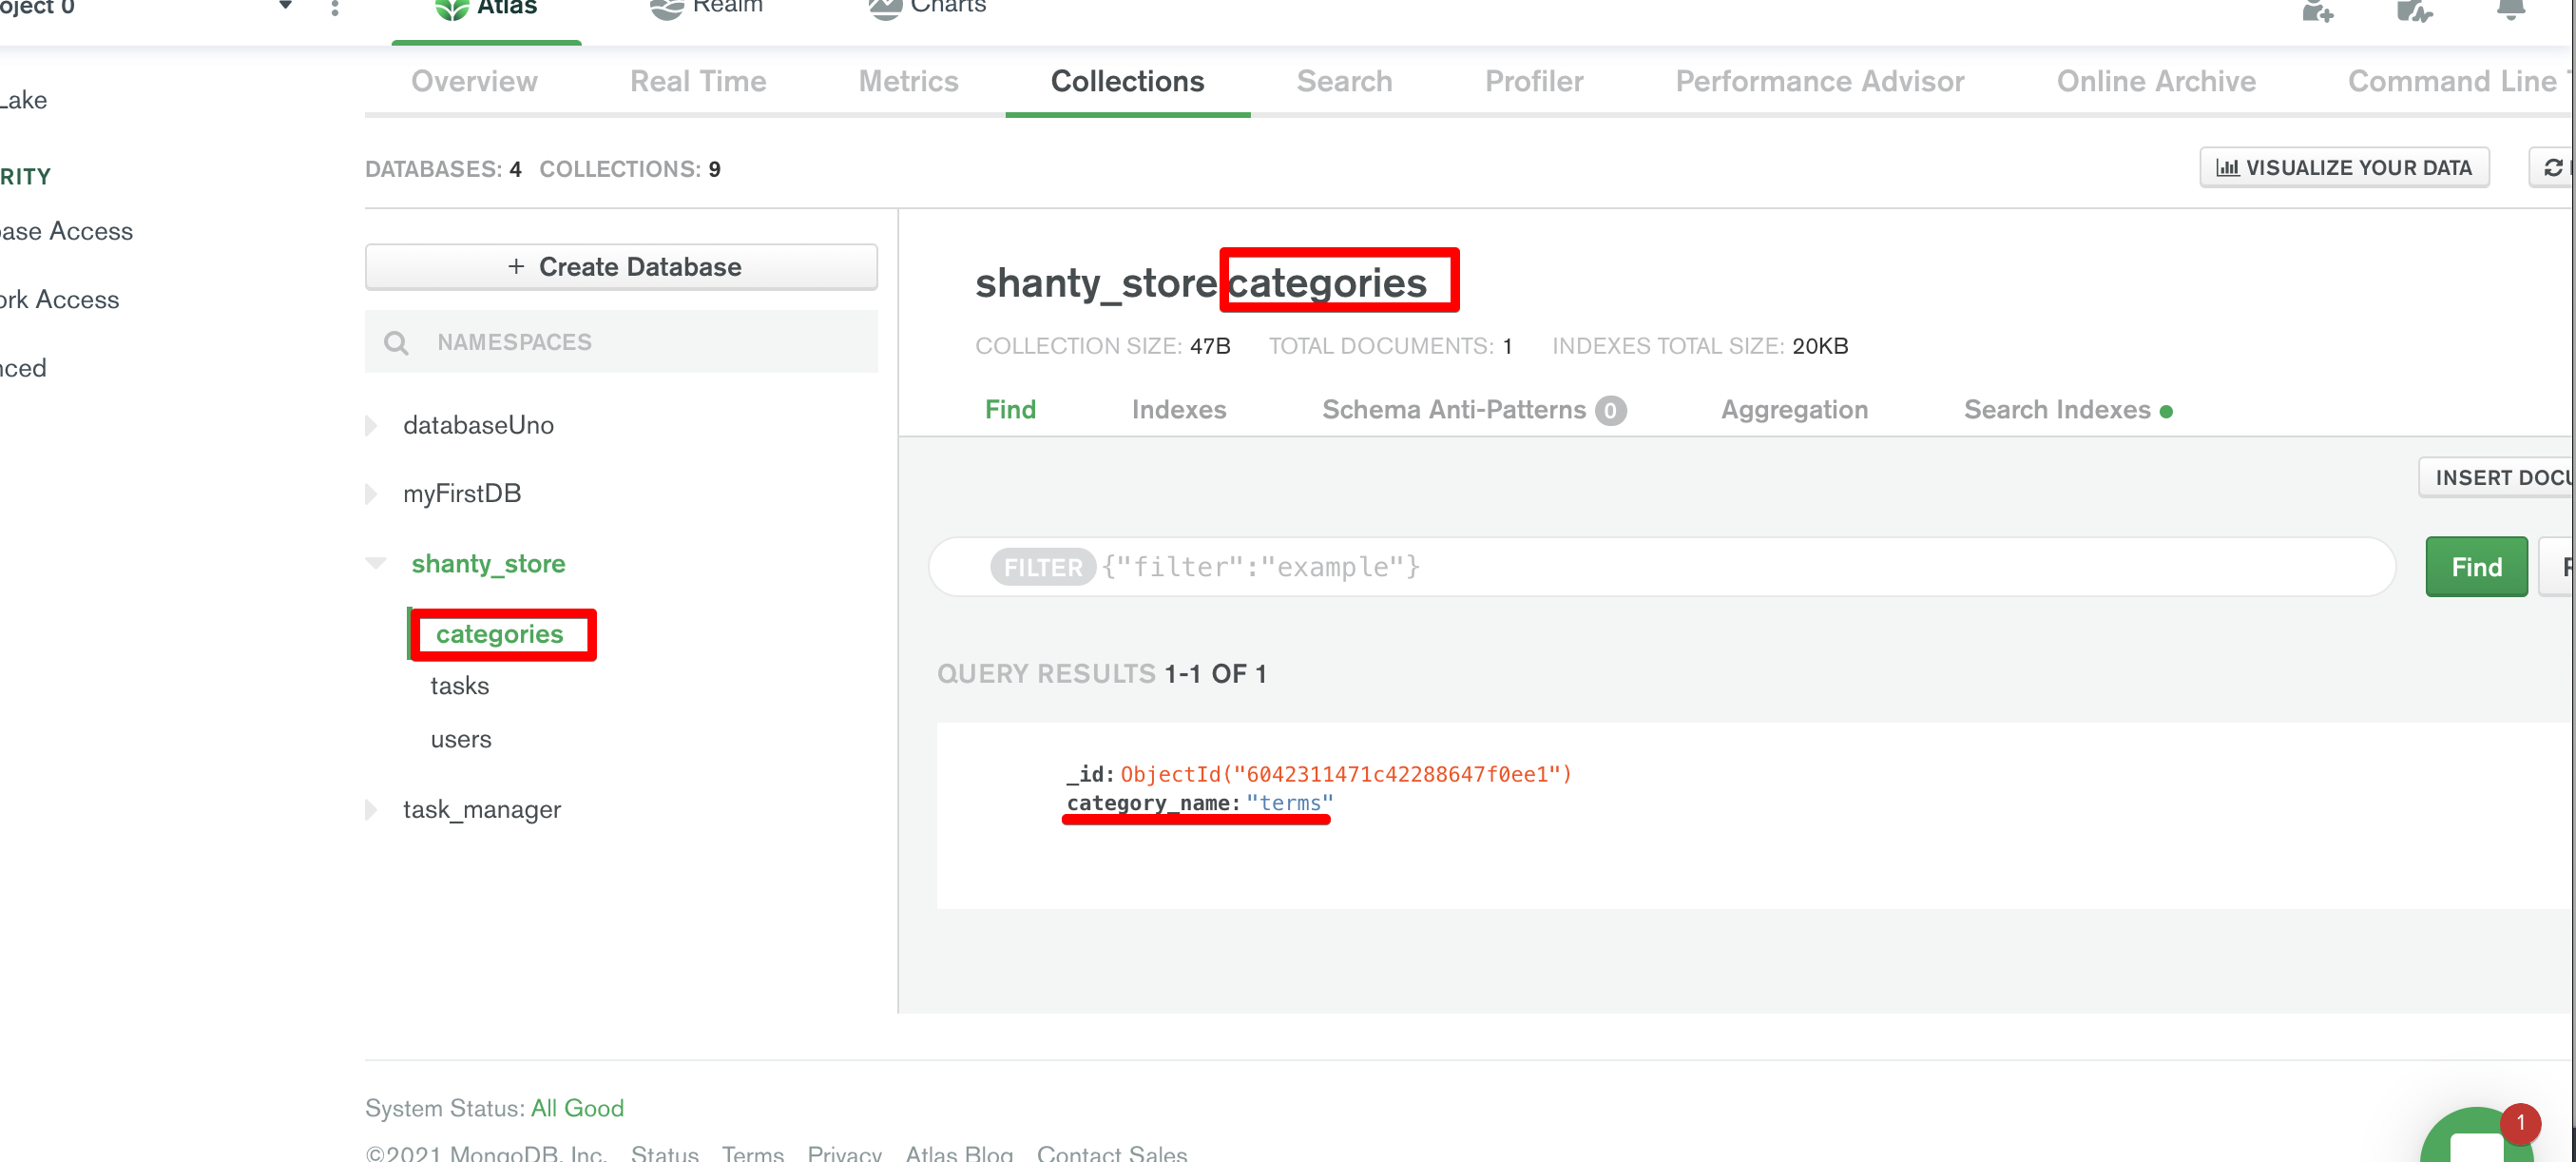 oject 0
Atlas
Realm
Charts
Overview
Real Time
Metrics
Collections
Search
Profiler
Performance Advisor
Online Archive
Command Line
Lake
RITY
ase Access
ork Access
nced
DATABASES: 4 COLLECTIONS: 9
VISUALIZE YOUR DATA
+ Create Database
NAMESPACES
databaseUno
myFirstDB
shanty_store
categories
tasks
users
task_manager
shanty_store categories
COLLECTION SIZE: 47B TOTAL DOCUMENTS: 1 INDEXES TOTAL SIZE: 20KB
Find
Indexes
Schema Anti-Patterns 0
Aggregation
Search Indexes
INSERT DOCU
FILTER {"filter":"example"}
Find
QUERY RESULTS 1-1 OF 1
_id: ObjectId("6042311471c42288647f0ee1")
category_name: "terms"
System Status: All Good
©2021 MongoDB, Inc. Status Terms Privacy Atlas Blog Contact Sales
1